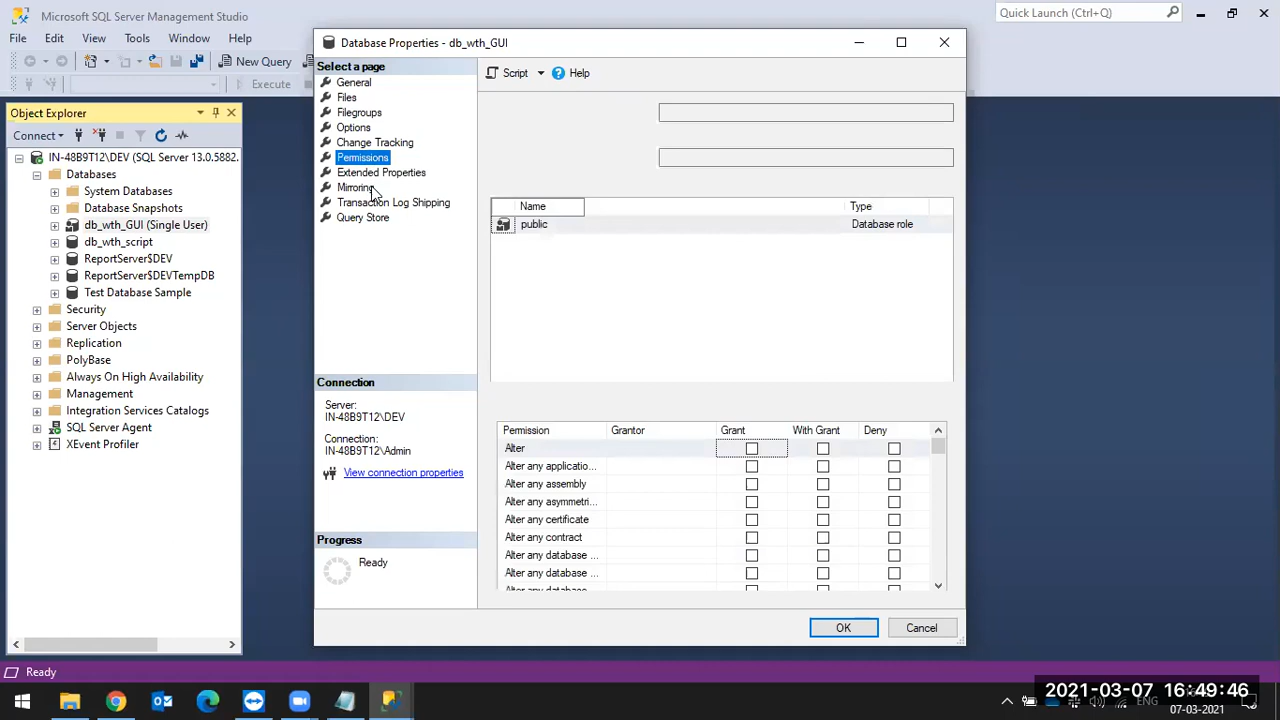 Microsoft SQL Server Management Studio
Quick Launch (Ctrl+Q)
File Edit View Tools Window Help
New Query
Execute
Object Explorer
Connect
IN-48B9T12\DEV (SQL Server 13.0.5882.
Databases
System Databases
Database Snapshots
db_wth_GUI (Single User)
db_wth_script
ReportServer$DEV
ReportServer$DEVTempDB
Test Database Sample
Security
Server Objects
Replication
PolyBase
Always On High Availability
Management
Integration Services Catalogs
SQL Server Agent
XEvent Profiler
Database Properties - db_wth_GUI
Select a page
General
Files
Filegroups
Options
Change Tracking
Permissions
Extended Properties
Mirroring
Transaction Log Shipping
Query Store
Connection
Server:
IN-48B9T12\DEV
Connection:
IN-48B9T12\Admin
View connection properties
Progress
Ready
Script Help
Name Type
public Database role
Permission Grantor Grant With Grant Deny
Alter
Alter any applicatio...
Alter any assembly
Alter any asymmetri...
Alter any certificate
Alter any contract
Alter any database ...
Alter any database ...
Alter any database
OK Cancel
Ready
2021-03-07 16:49:46
ENG
07-03-2021